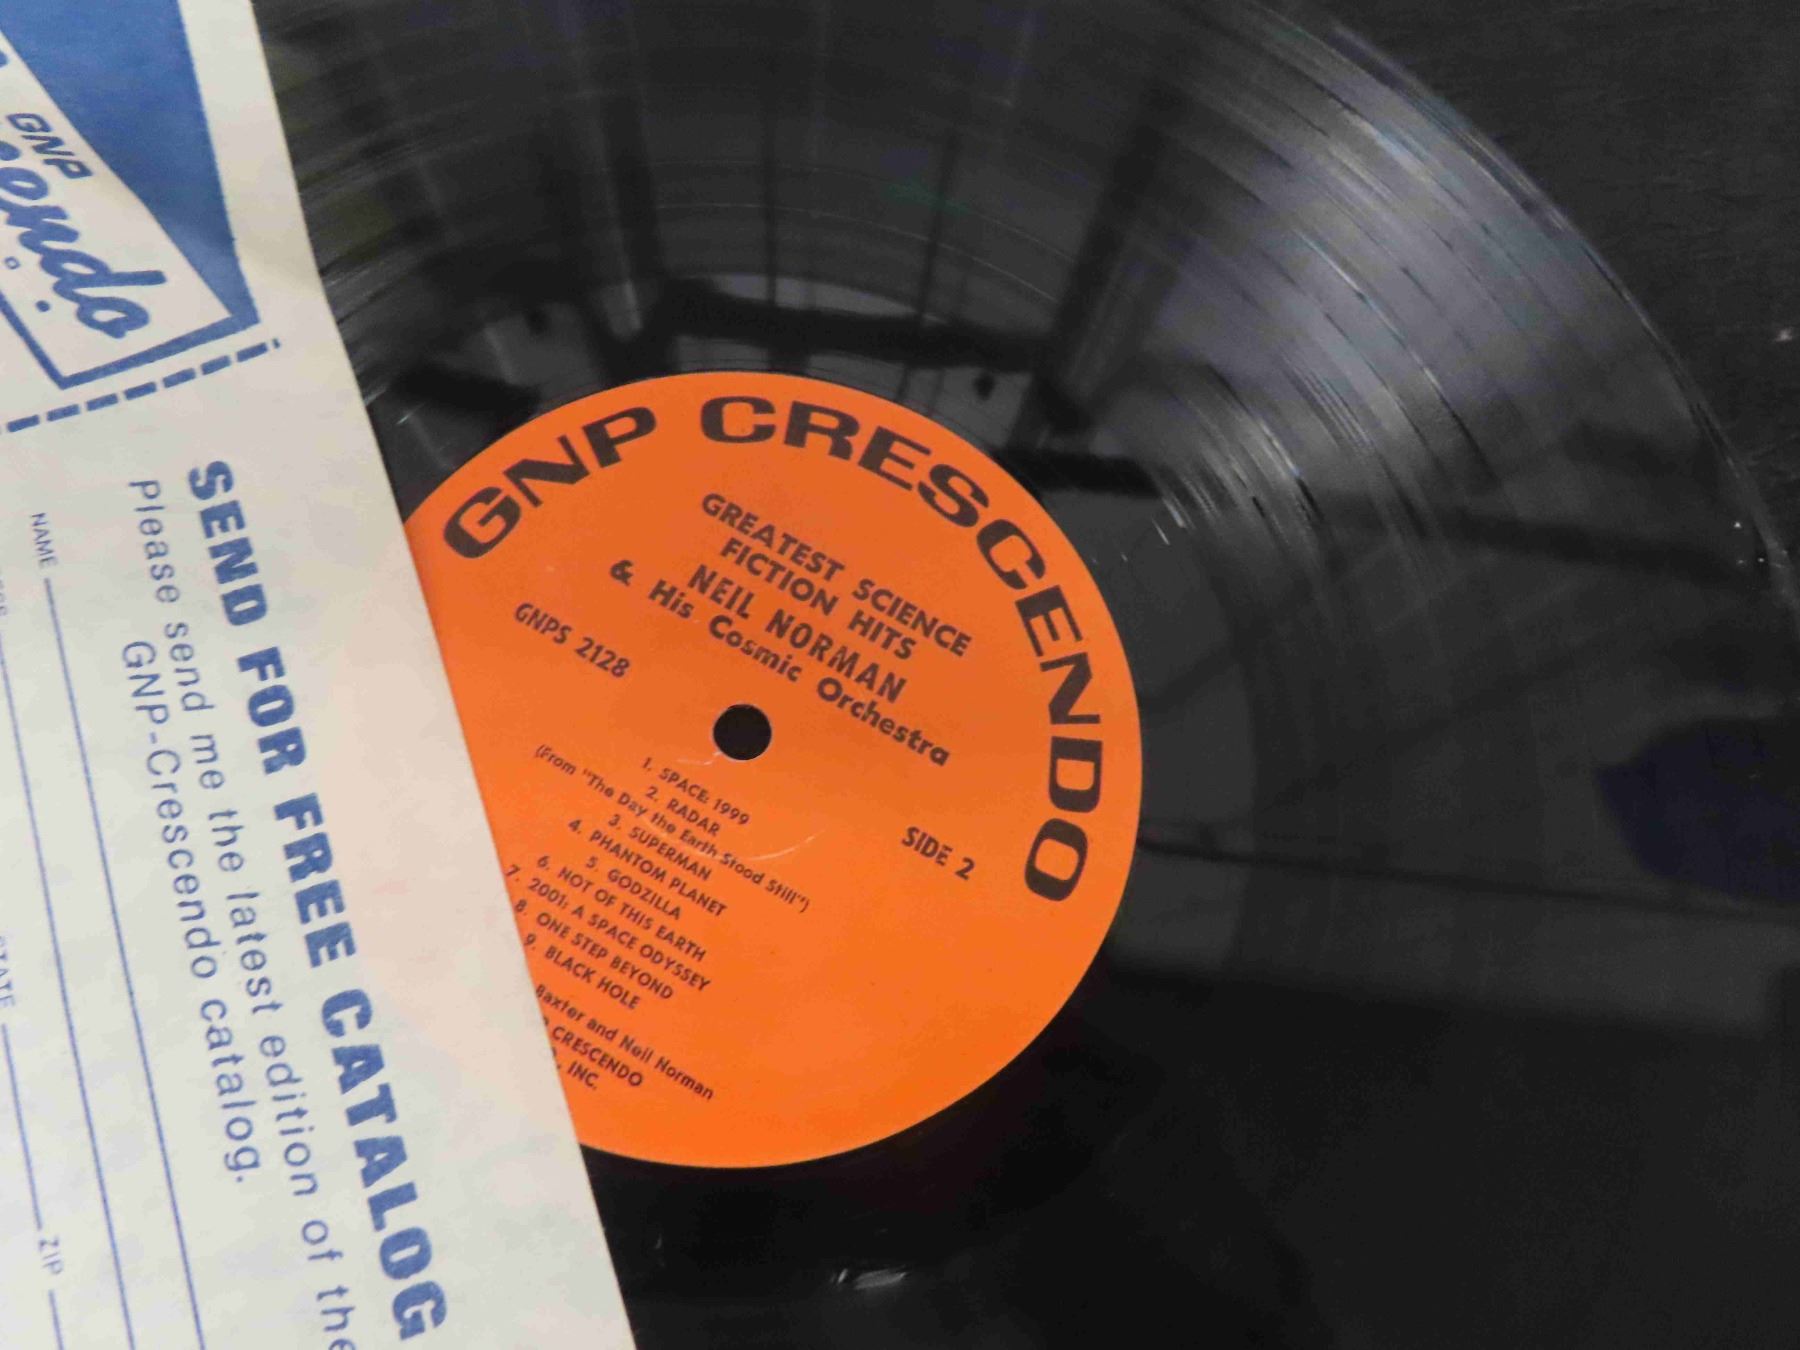 GNP
SEND FOR FREE CATALOG
Please send me the latest edition of the
GNP-Crescendo catalog.
NAME
STATE
ZIP
GNP CRESCENDO
GREATEST SCIENCE
FICTION HITS
NEIL NORMAN
& His Cosmic Orchestra
GNPS 2128
SIDE 2
1. SPACE: 1999
2. RADAR
(From "The Day the Earth Stood Still")
3. SUPERMAN
4. PHANTOM PLANET
5. GODZILLA
6. NOT OF THIS EARTH
7. 2001: A SPACE ODYSSEY
8. ONE STEP BEYOND
9. BLACK HOLE
Baxter and Neil Norman
CRESCENDO
, INC.